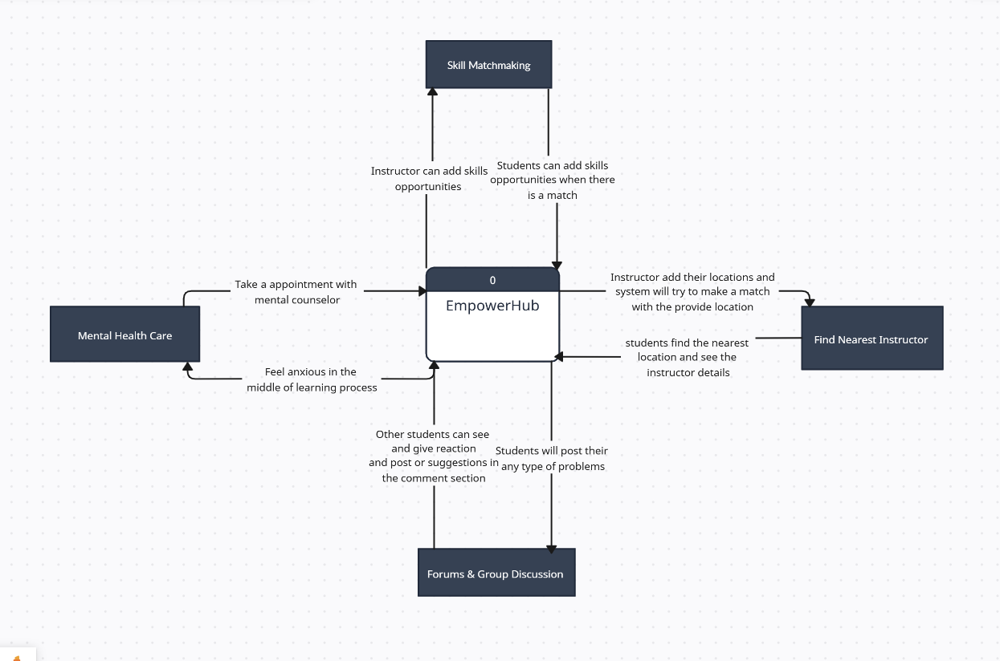 Skill Matchmaking
Instructor can add skills
opportunities
Students can add skills
opportunities when there
is a match
0
EmpowerHub
Take a appointment with
mental counselor
Instructor add their locations and
system will try to make a match
with the provide location
Mental Health Care
Find Nearest Instructor
students find the nearest
location and see the
instructor details
Feel anxious in the
middle of learning process
Other students can see
and give reaction
and post or suggestions in
the comment section
Students will post their
any type of problems
Forums & Group Discussion